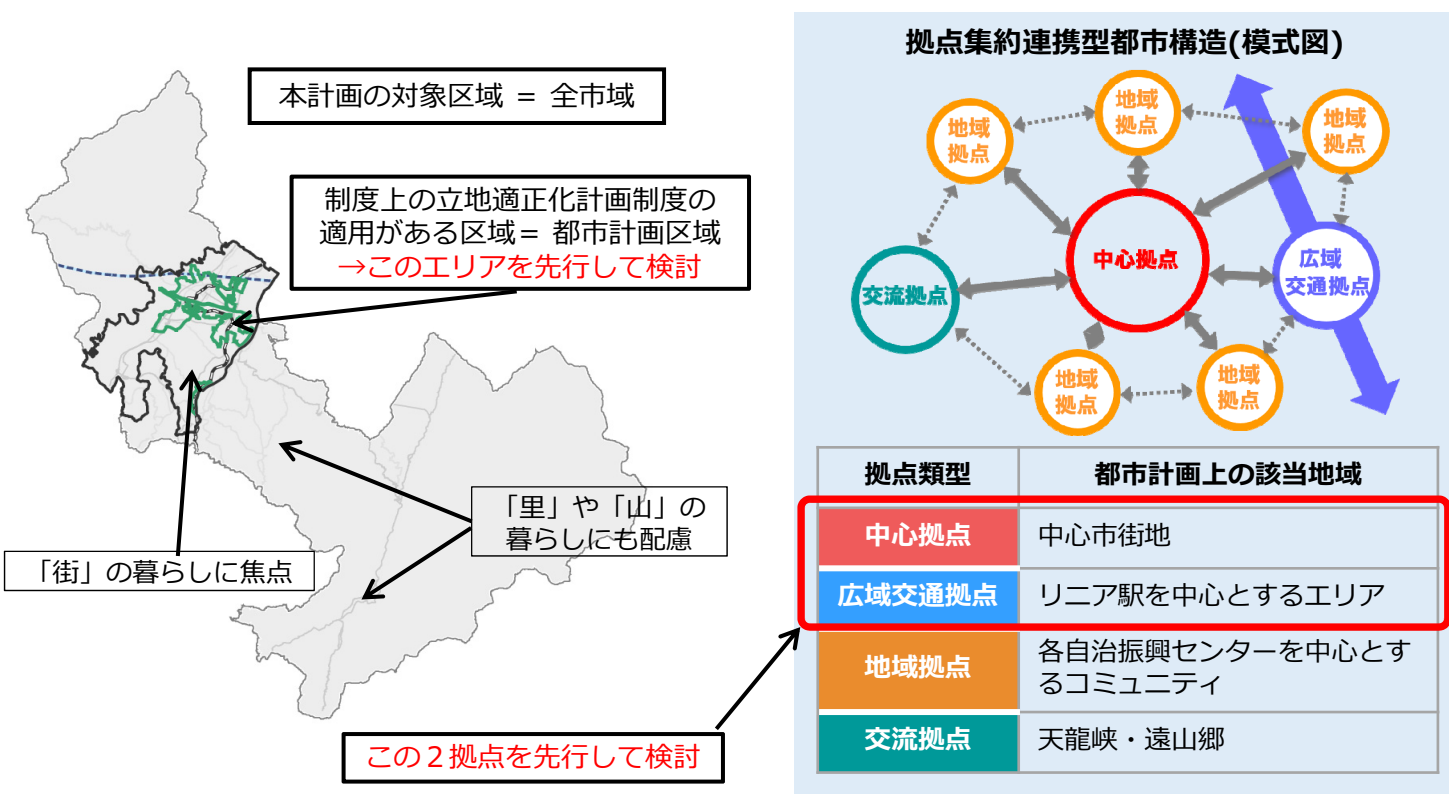 本計画の対象区域 = 全市域
制度上の立地適正化計画制度の
適用がある区域= 都市計画区域
→このエリアを先行して検討
「里」や「山」の
暮らしにも配慮
「街」の暮らしに焦点
この2拠点を先行して検討
拠点集約連携型都市構造(模式図)
地域
拠点
地域
拠点
地域
拠点
中心拠点
広域
交通拠点
交流拠点
地域
拠点
地域
拠点
拠点類型
都市計画上の該当地域
中心拠点
中心市街地
広域交通拠点
リニア駅を中心とするエリア
地域拠点
各自治振興センターを中心とす
るコミュニティ
交流拠点
天龍峡・遠山郷